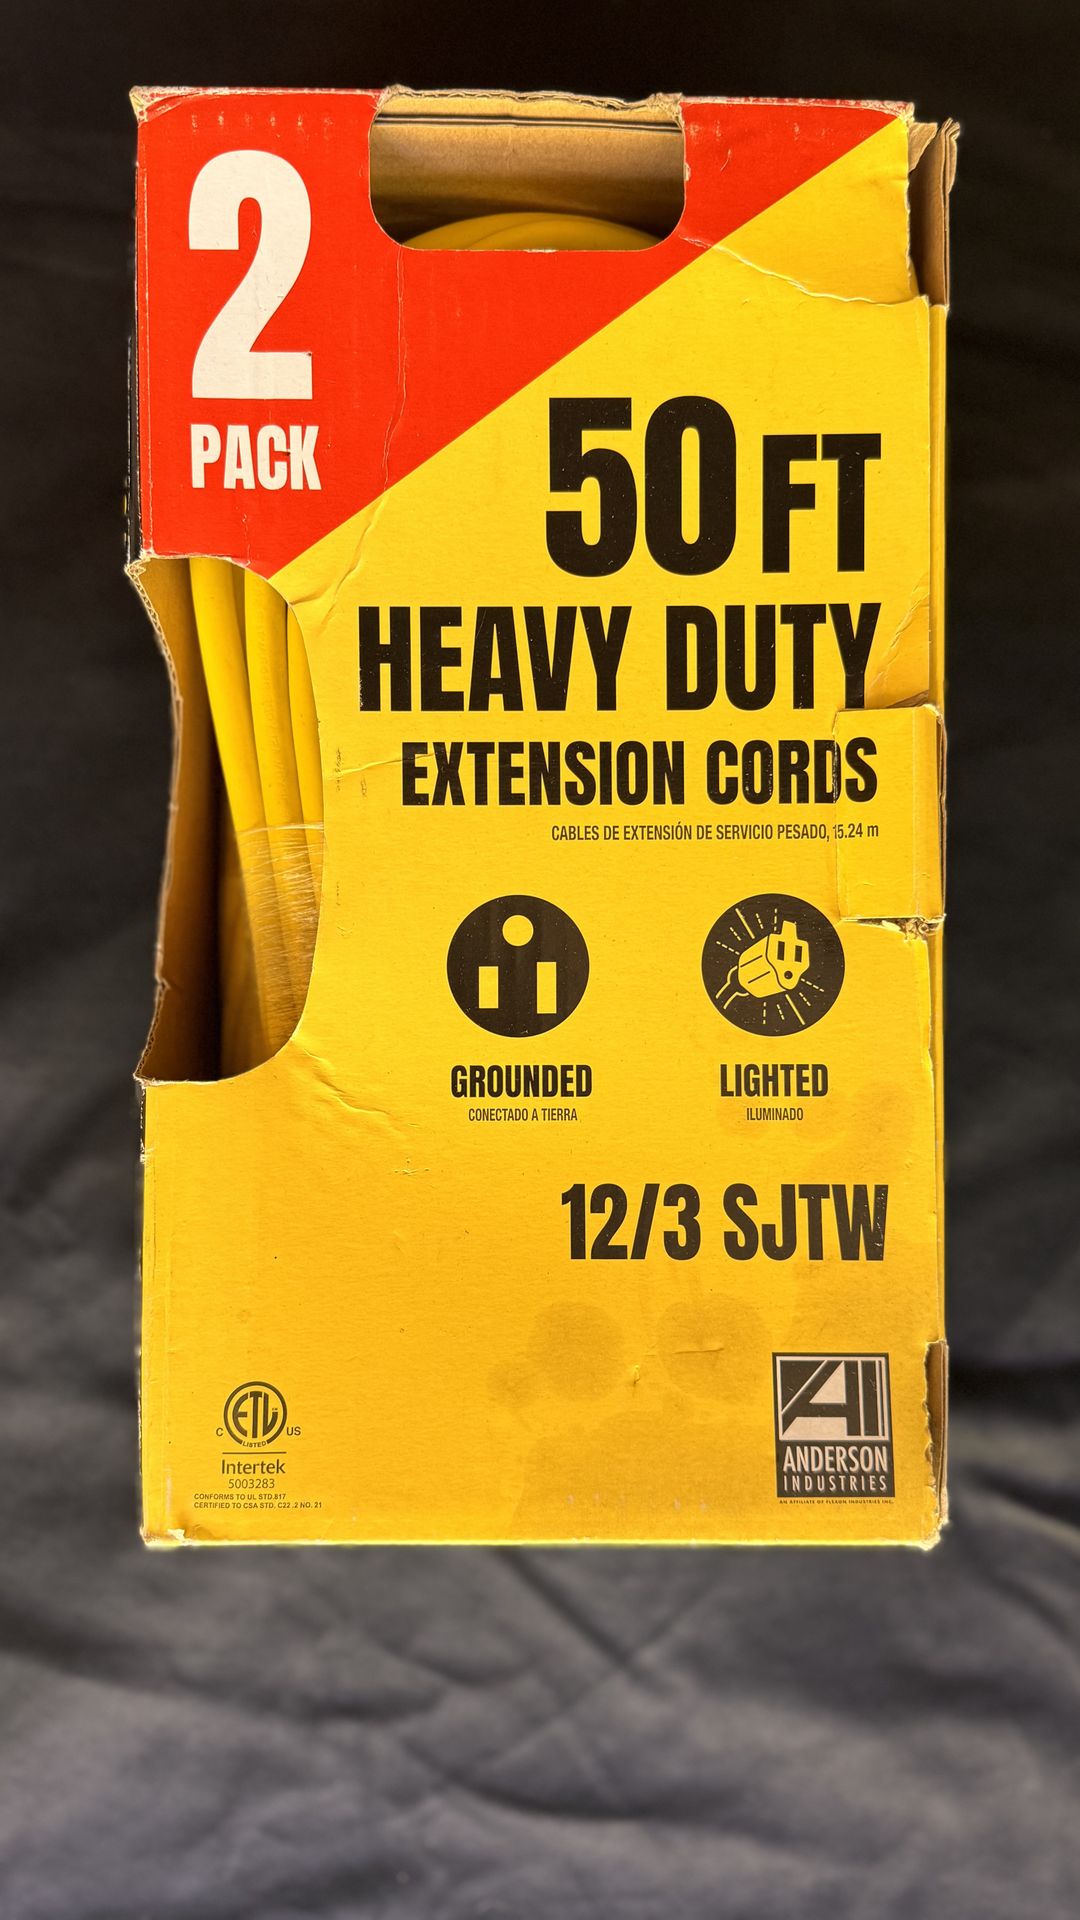 2
PACK
50 FT
HEAVY DUTY
EXTENSION CORDS
CABLES DE EXTENSIÓN DE SERVICIO PESADO, 15.24 m
GROUNDED
CONECTADO A TIERRA
LIGHTED
ILUMINADO
12/3 SJTW
C ETL US
LISTED
Intertek
5003283
CONFORMS TO UL STD.817
CERTIFIED TO CSA STD. C22 .2 NO. 21
AI
ANDERSON
INDUSTRIES
AN AFFILIATE OF FLEXON INDUSTRIES INC.